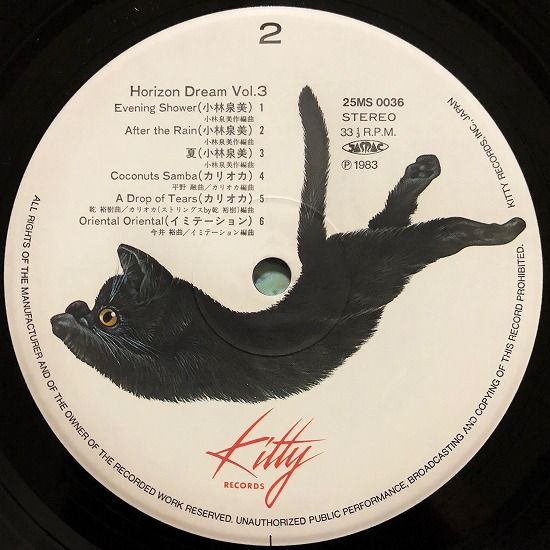 2
Horizon Dream Vol.3
Evening Shower(小林泉美) 1
小林泉美作編曲
After the Rain(小林泉美) 2
小林泉美作編曲
夏(小林泉美) 3
小林泉美作編曲
Coconuts Samba(カリオカ) 4
平野 融曲/カリオカ編曲
A Drop of Tears(カリオカ) 5
乾 裕樹曲/カリオカ(ストリングスby乾 裕樹)編曲
Oriental Oriental(イミテーション) 6
今井 裕曲/イミテーション編曲
25MS 0036
STEREO
33⅓ R.P.M.
JASRAC
Ⓟ 1983
Kitty
RECORDS
ALL RIGHTS OF THE MANUFACTURER AND OF THE OWNER OF THE RECORDED WORK RESERVED. UNAUTHORIZED PUBLIC PERFORMANCE, BROADCASTING AND COPYING OF THIS RECORD PROHIBITED.
KITTY RECORDS, INC., JAPAN